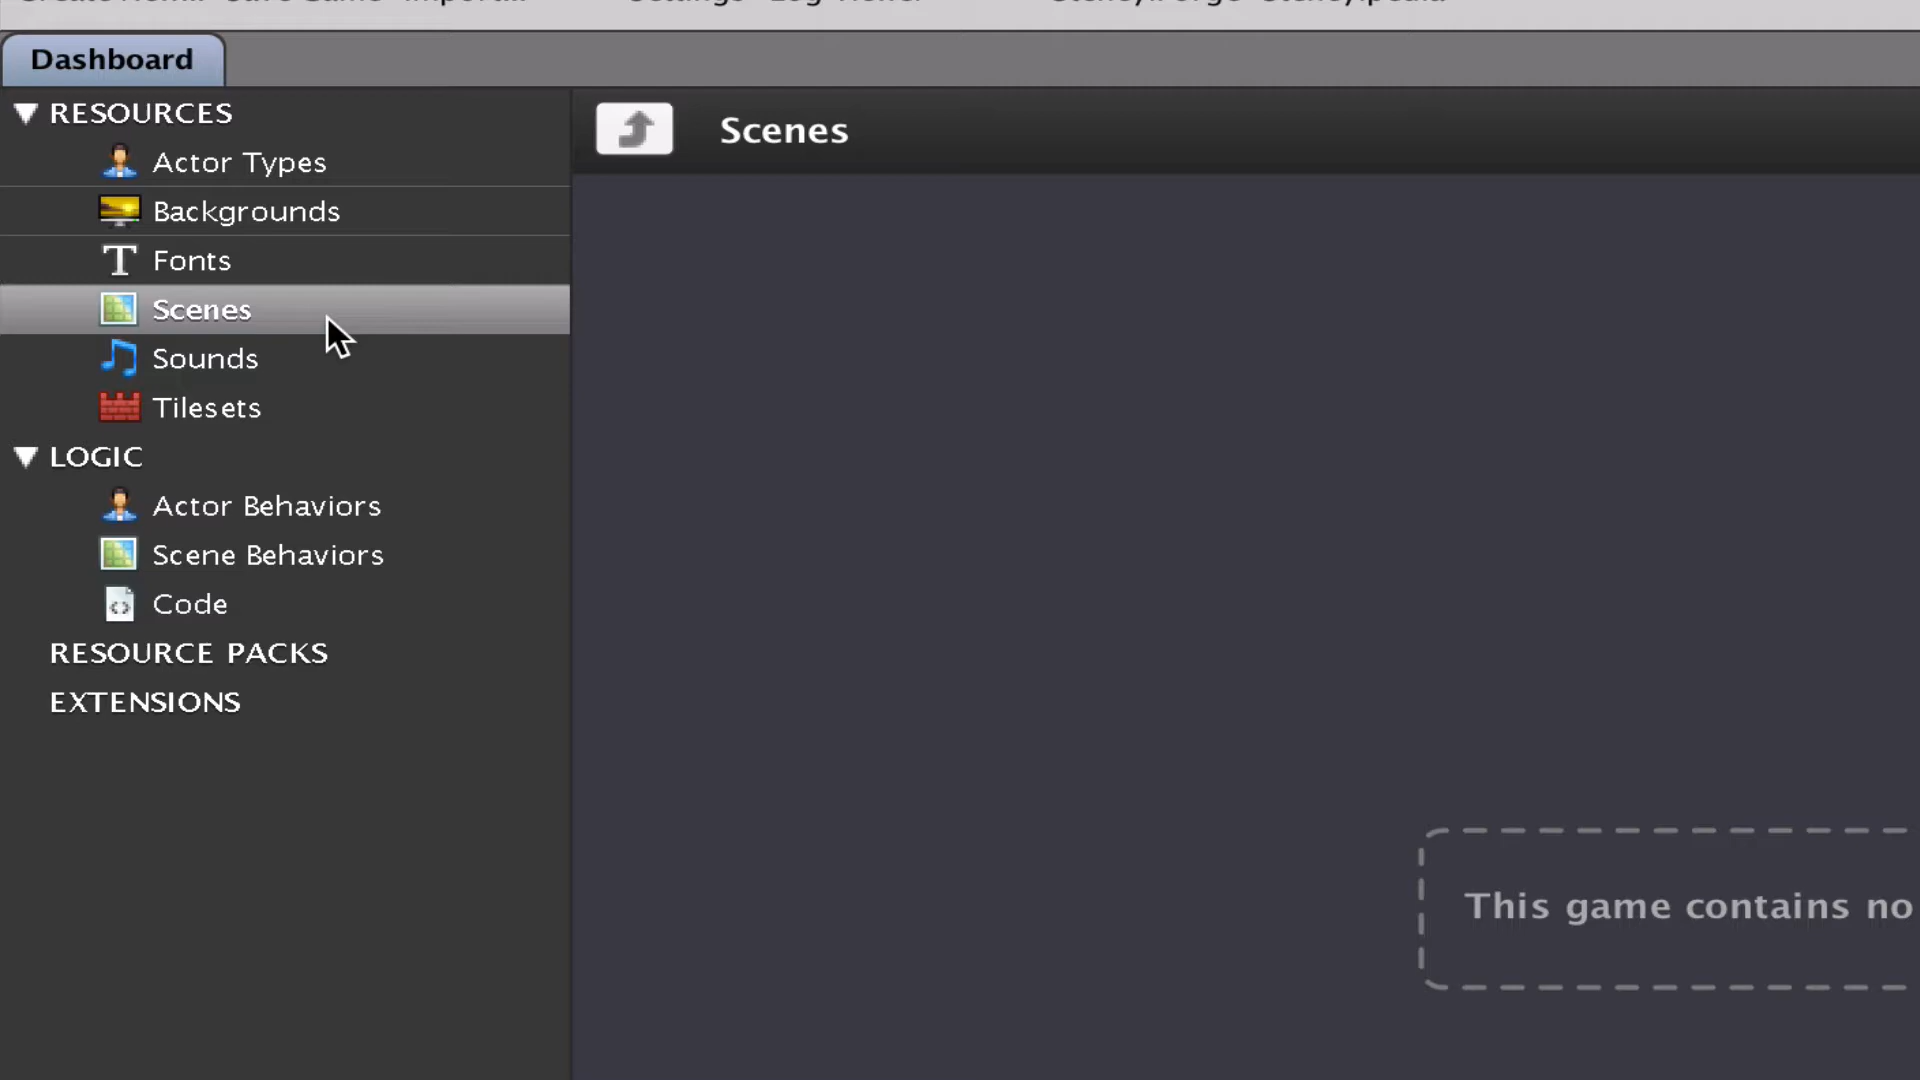 Dashboard
RESOURCES
Actor Types
Backgrounds
Fonts
Scenes
Sounds
Tilesets
LOGIC
Actor Behaviors
Scene Behaviors
Code
RESOURCE PACKS
EXTENSIONS
Scenes
This game contains no